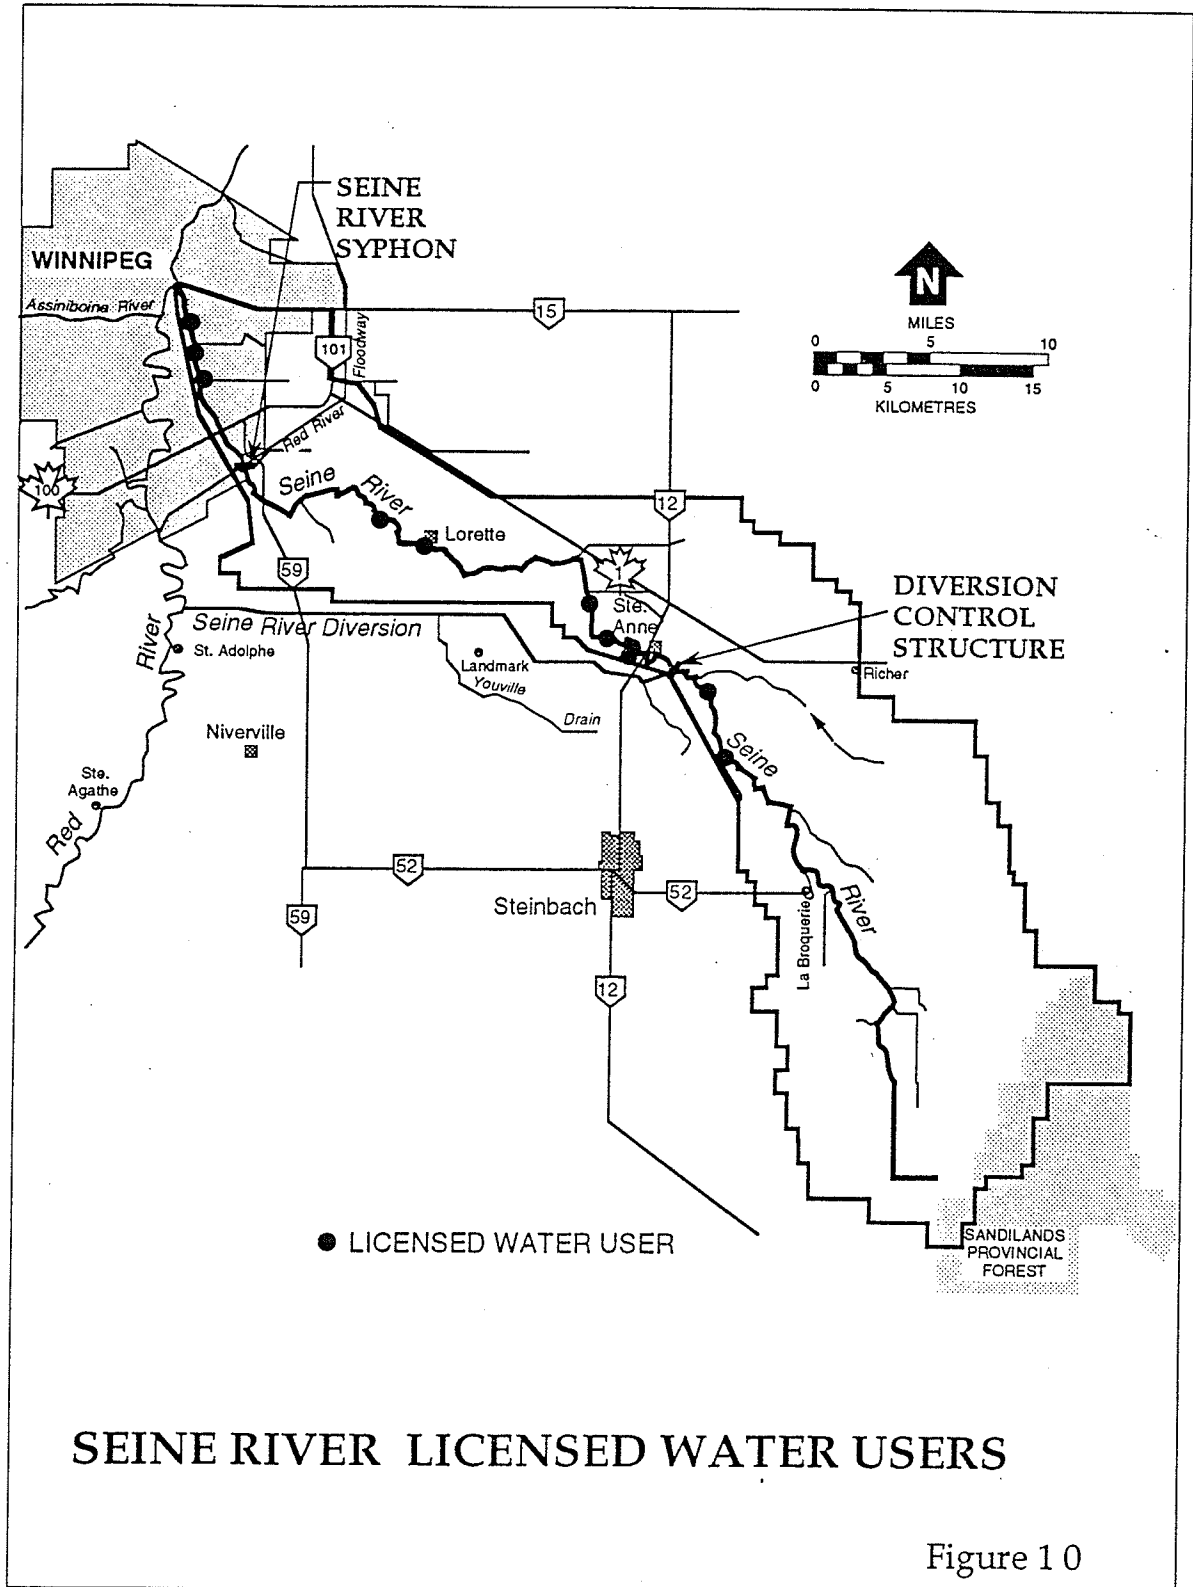 SEINE
RIVER
SYPHON
WINNIPEG
Assiniboine River
15
101
Floodway
N
MILES
0 5 10
0 5 10 15
KILOMETRES
Red River
100
Seine
River
12
Lorette
1
59
Ste.
Anne
DIVERSION
CONTROL
STRUCTURE
Seine River Diversion
River
St. Adolphe
Landmark
Youville
Drain
Richer
Niverville
Seine
Ste.
Agathe
Red
52
52
Steinbach
59
La Broquerie
River
12
LICENSED WATER USER
SANDILANDS
PROVINCIAL
FOREST
SEINE RIVER LICENSED WATER USERS
Figure 10